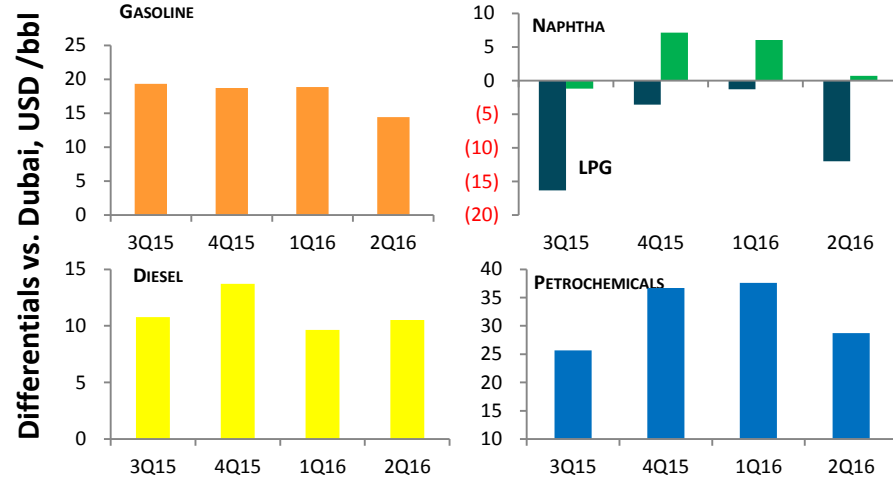 Differentials vs. Dubai, USD /bbl
GASOLINE
25
20
15
10
5
0
3Q15 4Q15 1Q16 2Q16
NAPHTHA
10
5
0
(5)
(10)
(15)
(20)
LPG
3Q15 4Q15 1Q16 2Q16
DIESEL
15
10
5
0
3Q15 4Q15 1Q16 2Q16
PETROCHEMICALS
40
35
30
25
20
15
10
3Q15 4Q15 1Q16 2Q16